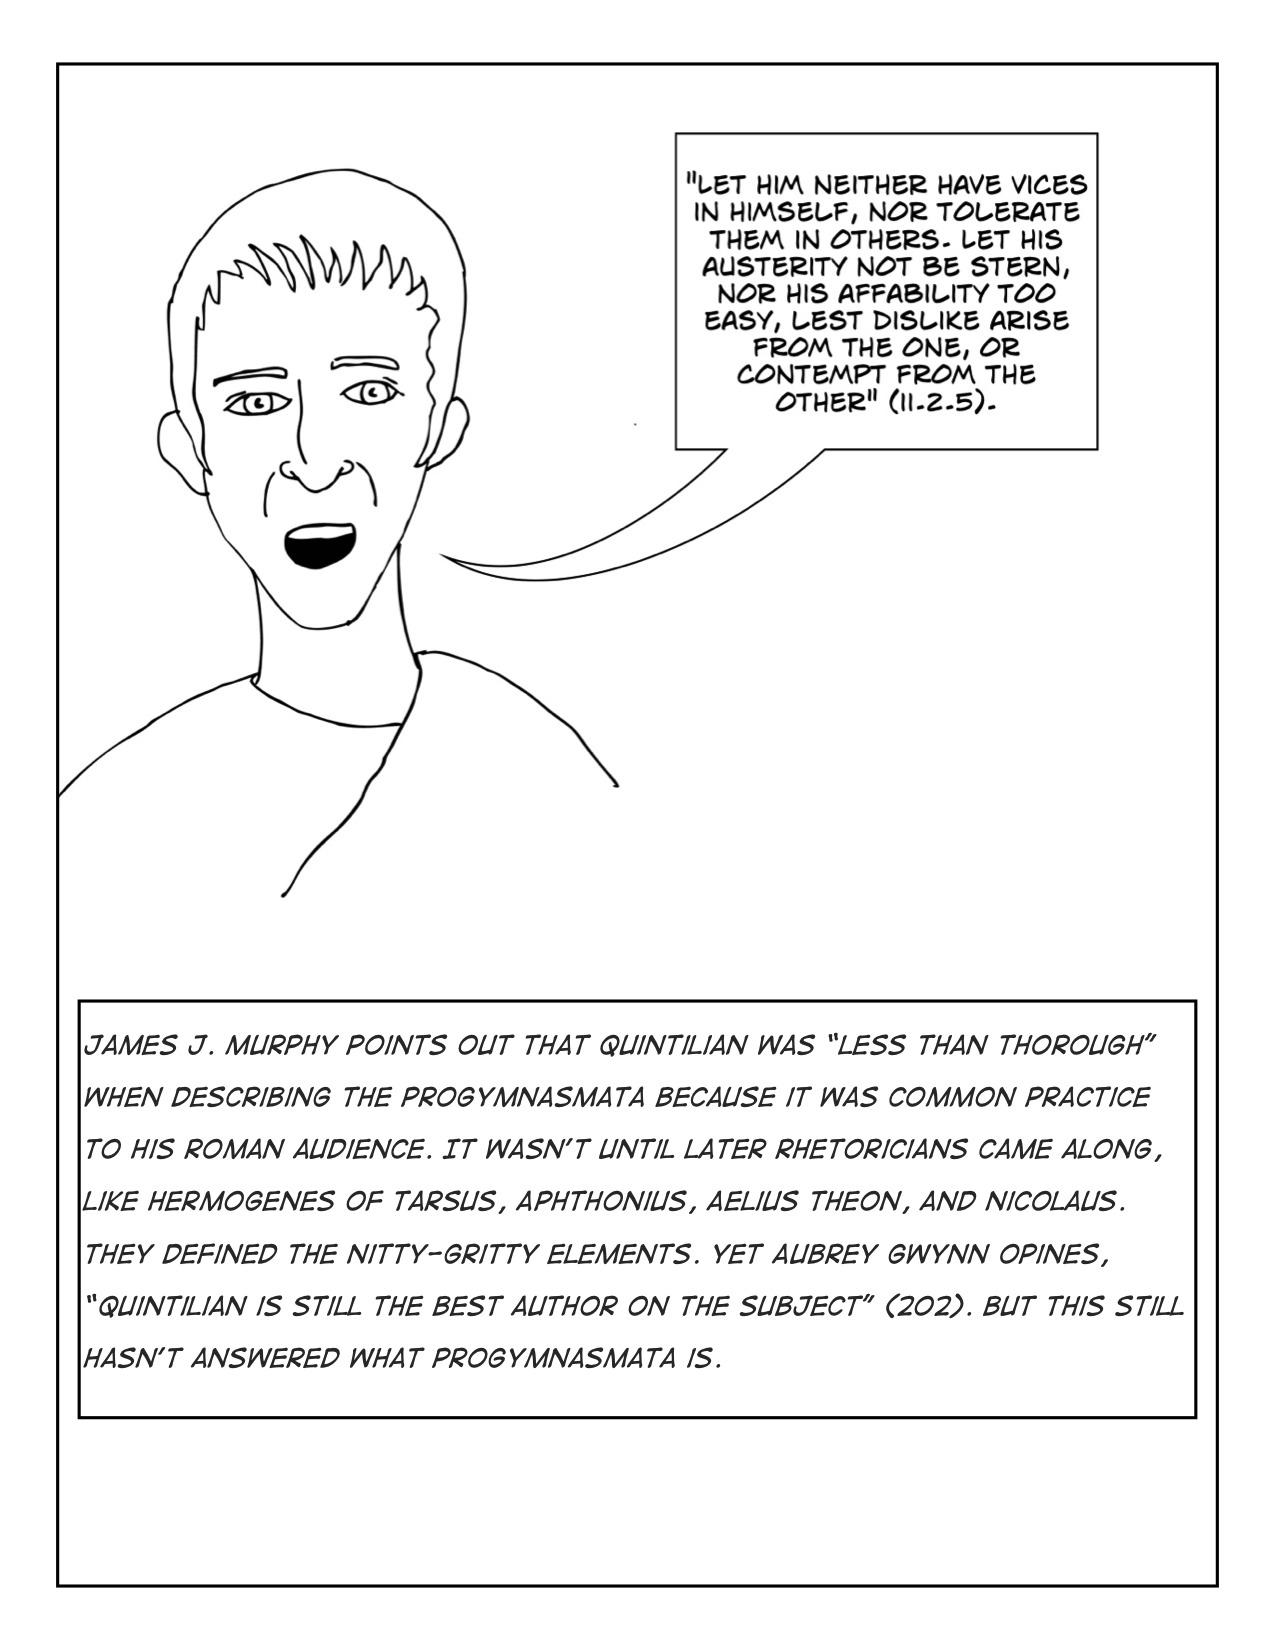 "LET HIM NEITHER HAVE VICES
IN HIMSELF, NOR TOLERATE
THEM IN OTHERS. LET HIS
AUSTERITY NOT BE STERN,
NOR HIS AFFABILITY TOO
EASY, LEST DISLIKE ARISE
FROM THE ONE, OR
CONTEMPT FROM THE
OTHER" (II.2.5).
JAMES J. MURPHY POINTS OUT THAT QUINTILIAN WAS “LESS THAN THOROUGH”
WHEN DESCRIBING THE PROGYMNASMATA BECAUSE IT WAS COMMON PRACTICE
TO HIS ROMAN AUDIENCE. IT WASN’T UNTIL LATER RHETORICIANS CAME ALONG,
LIKE HERMOGENES OF TARSUS, APHTHONIUS, AELIUS THEON, AND NICOLAUS.
THEY DEFINED THE NITTY-GRITTY ELEMENTS. YET AUBREY GWYNN OPINES,
“QUINTILIAN IS STILL THE BEST AUTHOR ON THE SUBJECT” (202). BUT THIS STILL
HASN’T ANSWERED WHAT PROGYMNASMATA IS.